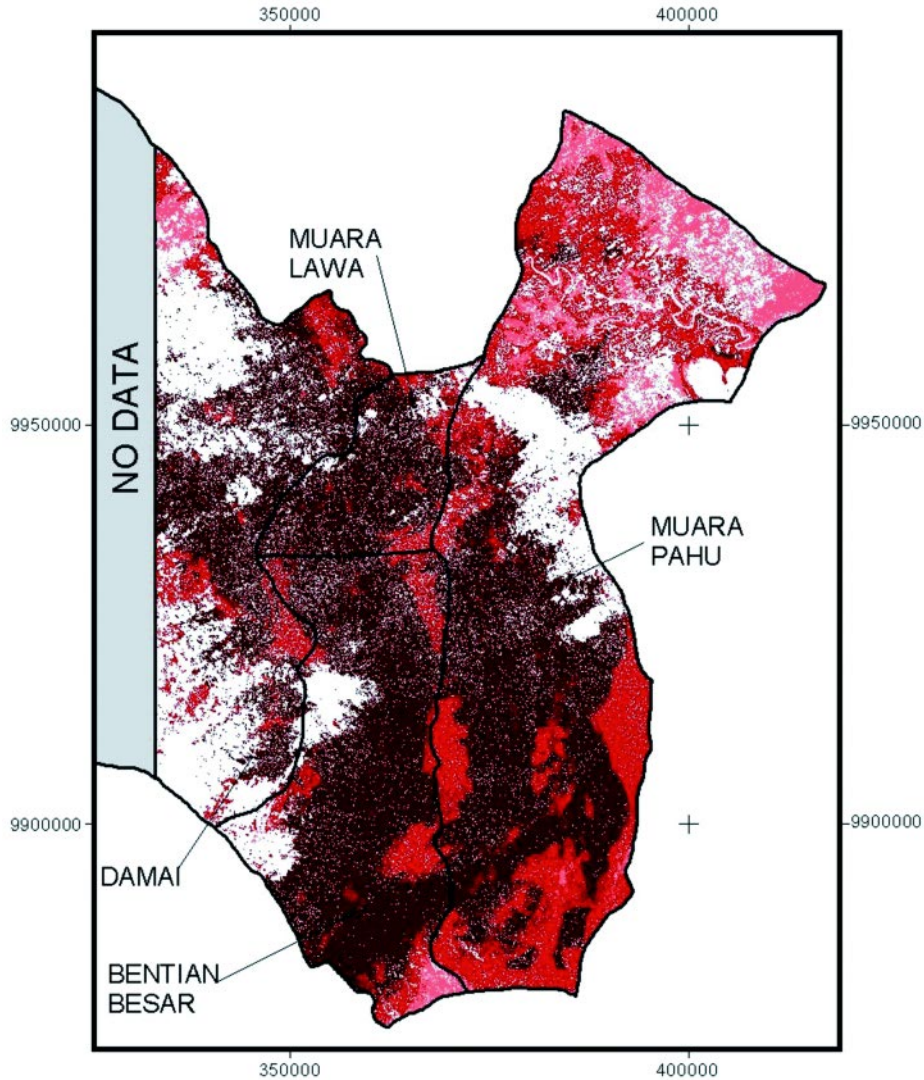 350000
400000
MUARA
LAWA
NO DATA
9950000
9950000
MUARA
PAHU
9900000
9900000
DAMAI
BENTIAN
BESAR
350000
400000